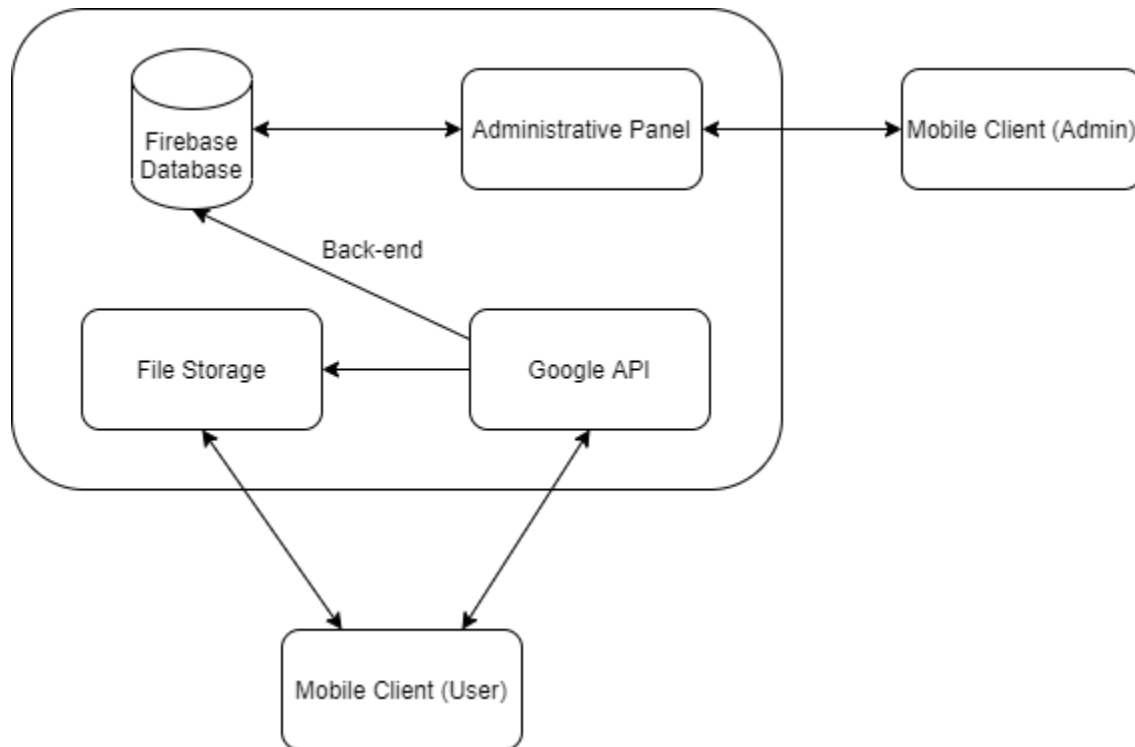 Firebase
Database
Administrative Panel
Mobile Client (Admin)
Back-end
File Storage
Google API
Mobile Client (User)